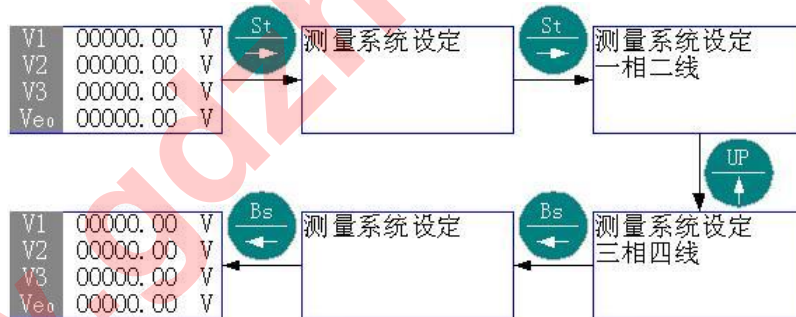 V1 00000.00 V
V2 00000.00 V
V3 00000.00 V
Ve0 00000.00 V
St
测量系统设定
St
测量系统设定
一相二线
UP
V1 00000.00 V
V2 00000.00 V
V3 00000.00 V
Ve0 00000.00 V
Bs
测量系统设定
Bs
测量系统设定
三相四线